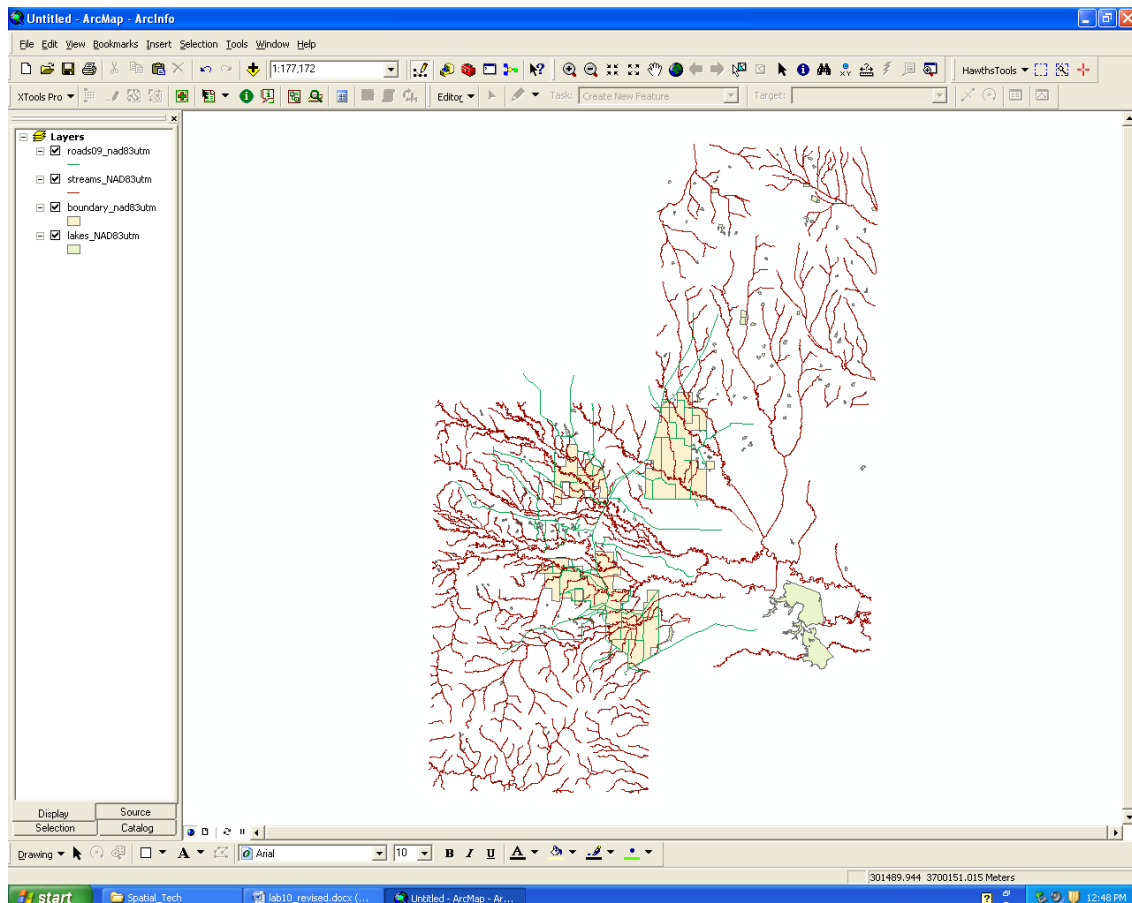 Untitled - ArcMap - ArcInfo
File Edit View Bookmarks Insert Selection Tools Window Help
1:177,172
HawthsTools
XTools Pro
Editor
Task: Create New Feature
Target:
Layers
roads09_nad83utm
streams_NAD83utm
boundary_nad83utm
lakes_NAD83utm
Display Source
Selection Catalog
Drawing A Arial 10 B I U A
301489.944 3700151.015 Meters
start Spatial_Tech lab10_revised.docx (... Untitled - ArcMap - Ar... 12:48 PM